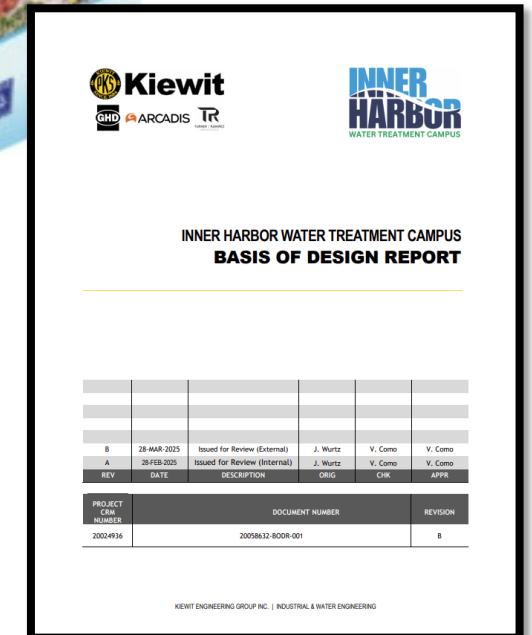 PKS
Kiewit
GHD ARCADIS TR
INNER
HARBOR
WATER TREATMENT CAMPUS
INNER HARBOR WATER TREATMENT CAMPUS
BASIS OF DESIGN REPORT
B 28-MAR-2025 Issued for Review (External) J. Wurtz V. Como V. Como
A 28-FEB-2025 Issued for Review (Internal) J. Wurtz V. Como V. Como
REV DATE DESCRIPTION ORIG CHK APPR
PROJECT
CRM DOCUMENT NUMBER REVISION
NUMBER
20024936 20058632-BODR-001 B
KIEWIT ENGINEERING GROUP INC. | INDUSTRIAL & WATER ENGINEERING